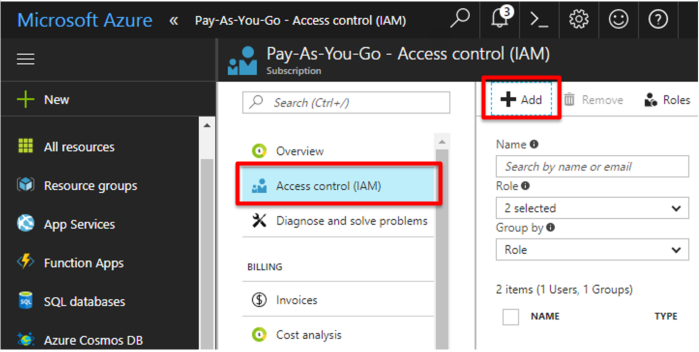 Microsoft Azure « Pay-As-You-Go - Access control (IAM) 3
Pay-As-You-Go - Access control (IAM)
Subscription
New
All resources
Resource groups
App Services
Function Apps
SQL databases
Azure Cosmos DB
Search (Ctrl+/)
Overview
Access control (IAM)
Diagnose and solve problems
BILLING
Invoices
Cost analysis
Add Remove Roles
Name
Search by name or email
Role
2 selected
Group by
Role
2 items (1 Users, 1 Groups)
NAME TYPE